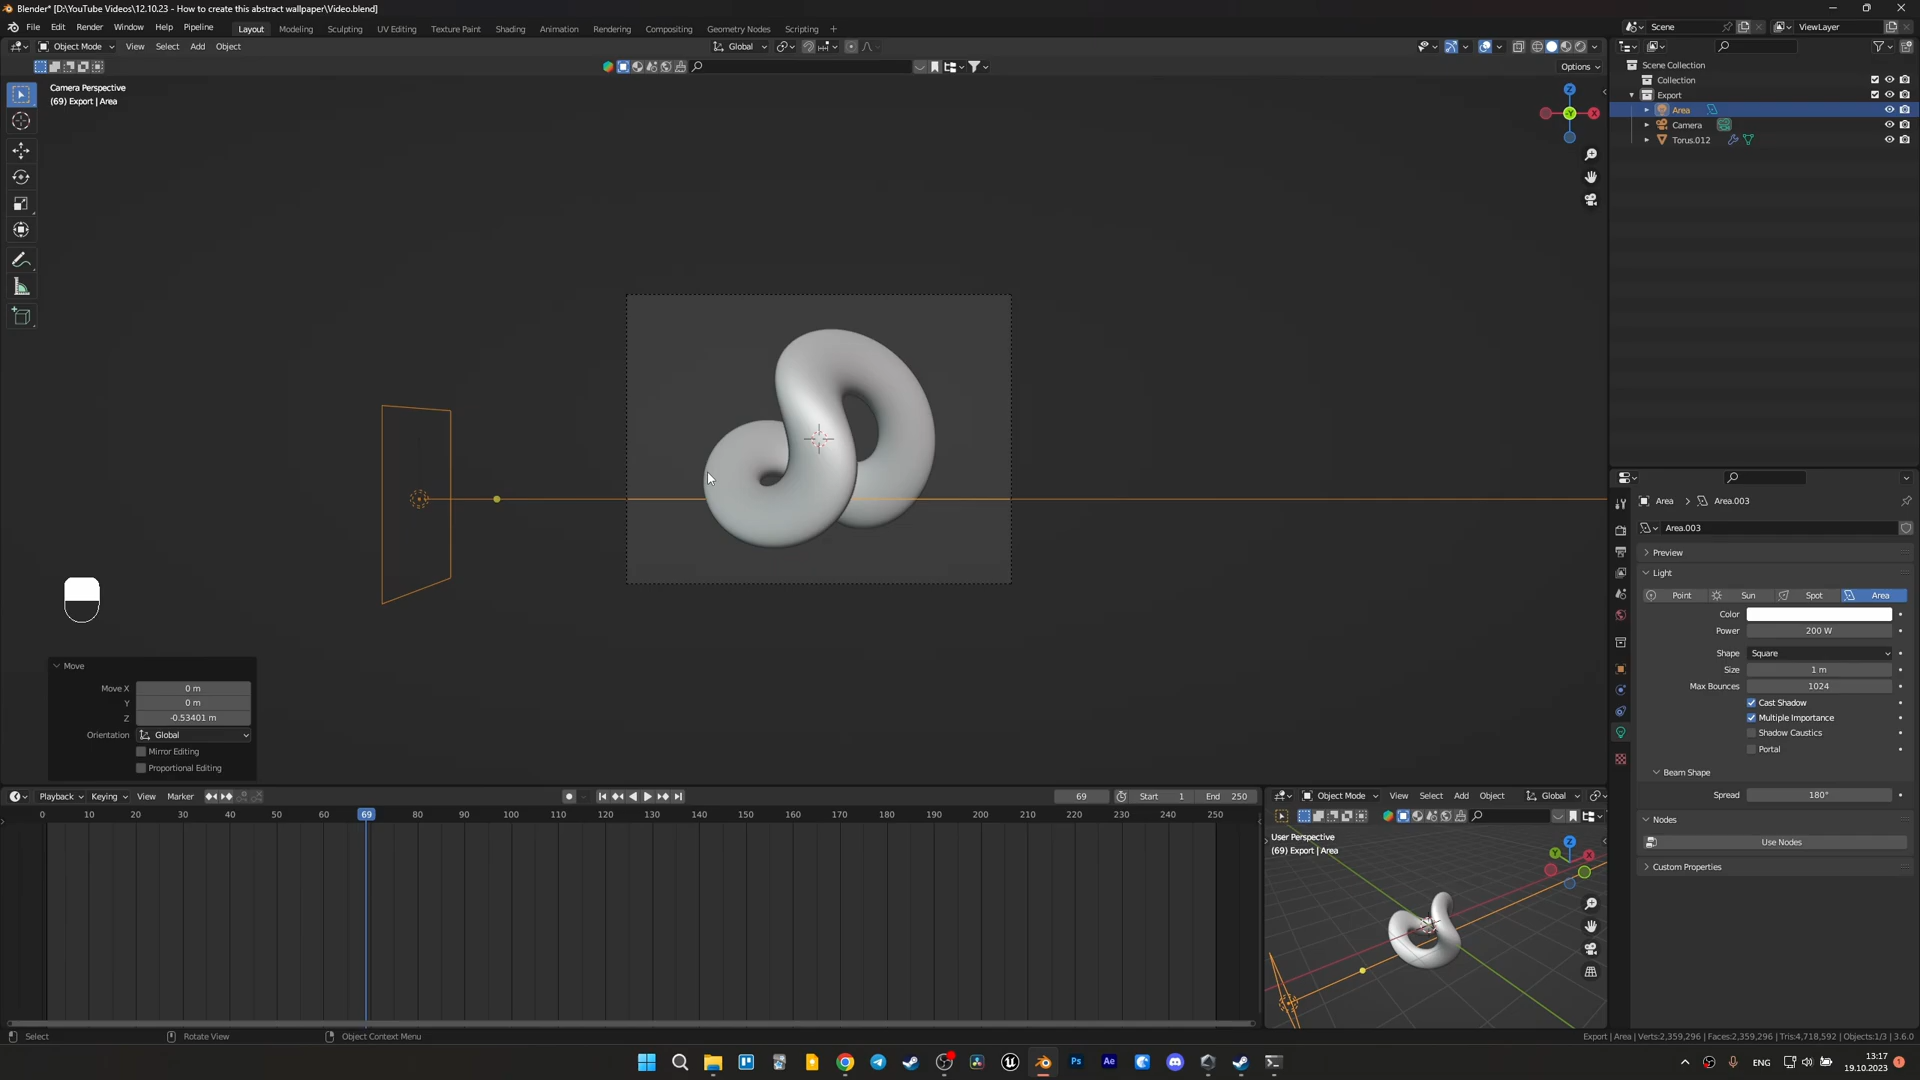 Blender* [D:\YouTube Videos\12.10.23 - How to create this abstract wallpaper\Video.blend]
File Edit Render Window Help Pipeline Layout Modeling Sculpting UV Editing Texture Paint Shading Animation Rendering Compositing Geometry Nodes Scripting + Scene ViewLayer
Object Mode View Select Add Object Global
Options
Camera Perspective
(69) Export | Area
Z
Y
X
Scene Collection
Collection
Export
Area
Camera
Torus.012
Area > Area.003
Area.003
Preview
Light
Point Sun Spot Area
Color
Power 200 W
Shape Square
Size 1 m
Max Bounces 1024
Cast Shadow
Multiple Importance
Shadow Caustics
Portal
Beam Shape
Spread 180°
Nodes
Use Nodes
Custom Properties
Move
Move X 0 m
Y 0 m
Z -0.53401 m
Orientation Global
Mirror Editing
Proportional Editing
Playback Keying View Marker 69 Start 1 End 250
0 10 20 30 40 50 60 69 80 90 100 110 120 130 140 150 160 170 180 190 200 210 220 230 240 250
Object Mode View Select Add Object Global
User Perspective
(69) Export | Area
Z
Y
X
Select Rotate View Object Context Menu
Export | Area | Verts:2,359,296 | Faces:2,359,296 | Tris:4,718,592 | Objects:1/3 | 3.6.0
Ps Ae ENG 13:17
19.10.2023